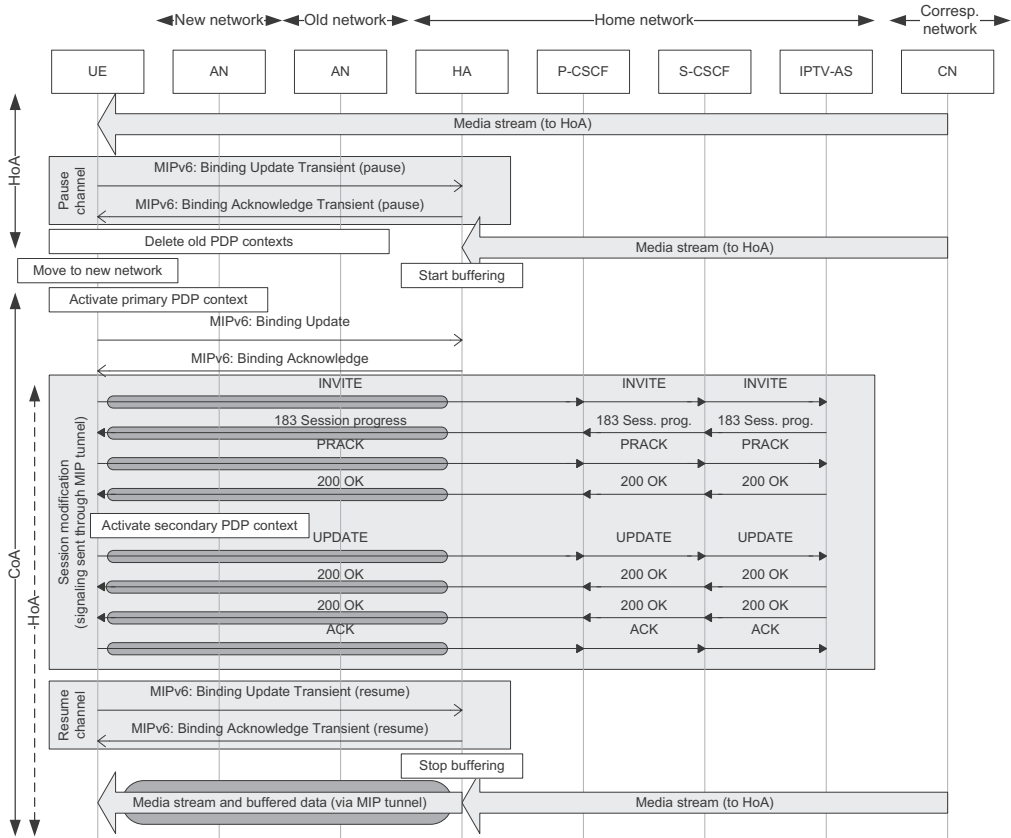 New network
Old network
Home network
Corresp.
network
UE
AN
AN
HA
P-CSCF
S-CSCF
IPTV-AS
CN
HoA
Media stream (to HoA)
Pause
channel
MIPv6: Binding Update Transient (pause)
MIPv6: Binding Acknowledge Transient (pause)
Delete old PDP contexts
Media stream (to HoA)
Move to new network
Start buffering
Activate primary PDP context
MIPv6: Binding Update
MIPv6: Binding Acknowledge
CoA
HoA
Session modification
(signaling sent through MIP tunnel)
INVITE
INVITE
INVITE
183 Session progress
183 Sess. prog.
183 Sess. prog.
PRACK
PRACK
PRACK
200 OK
200 OK
200 OK
Activate secondary PDP context
UPDATE
UPDATE
UPDATE
200 OK
200 OK
200 OK
200 OK
200 OK
200 OK
ACK
ACK
ACK
Resume
channel
MIPv6: Binding Update Transient (resume)
MIPv6: Binding Acknowledge Transient (resume)
Stop buffering
Media stream and buffered data (via MIP tunnel)
Media stream (to HoA)